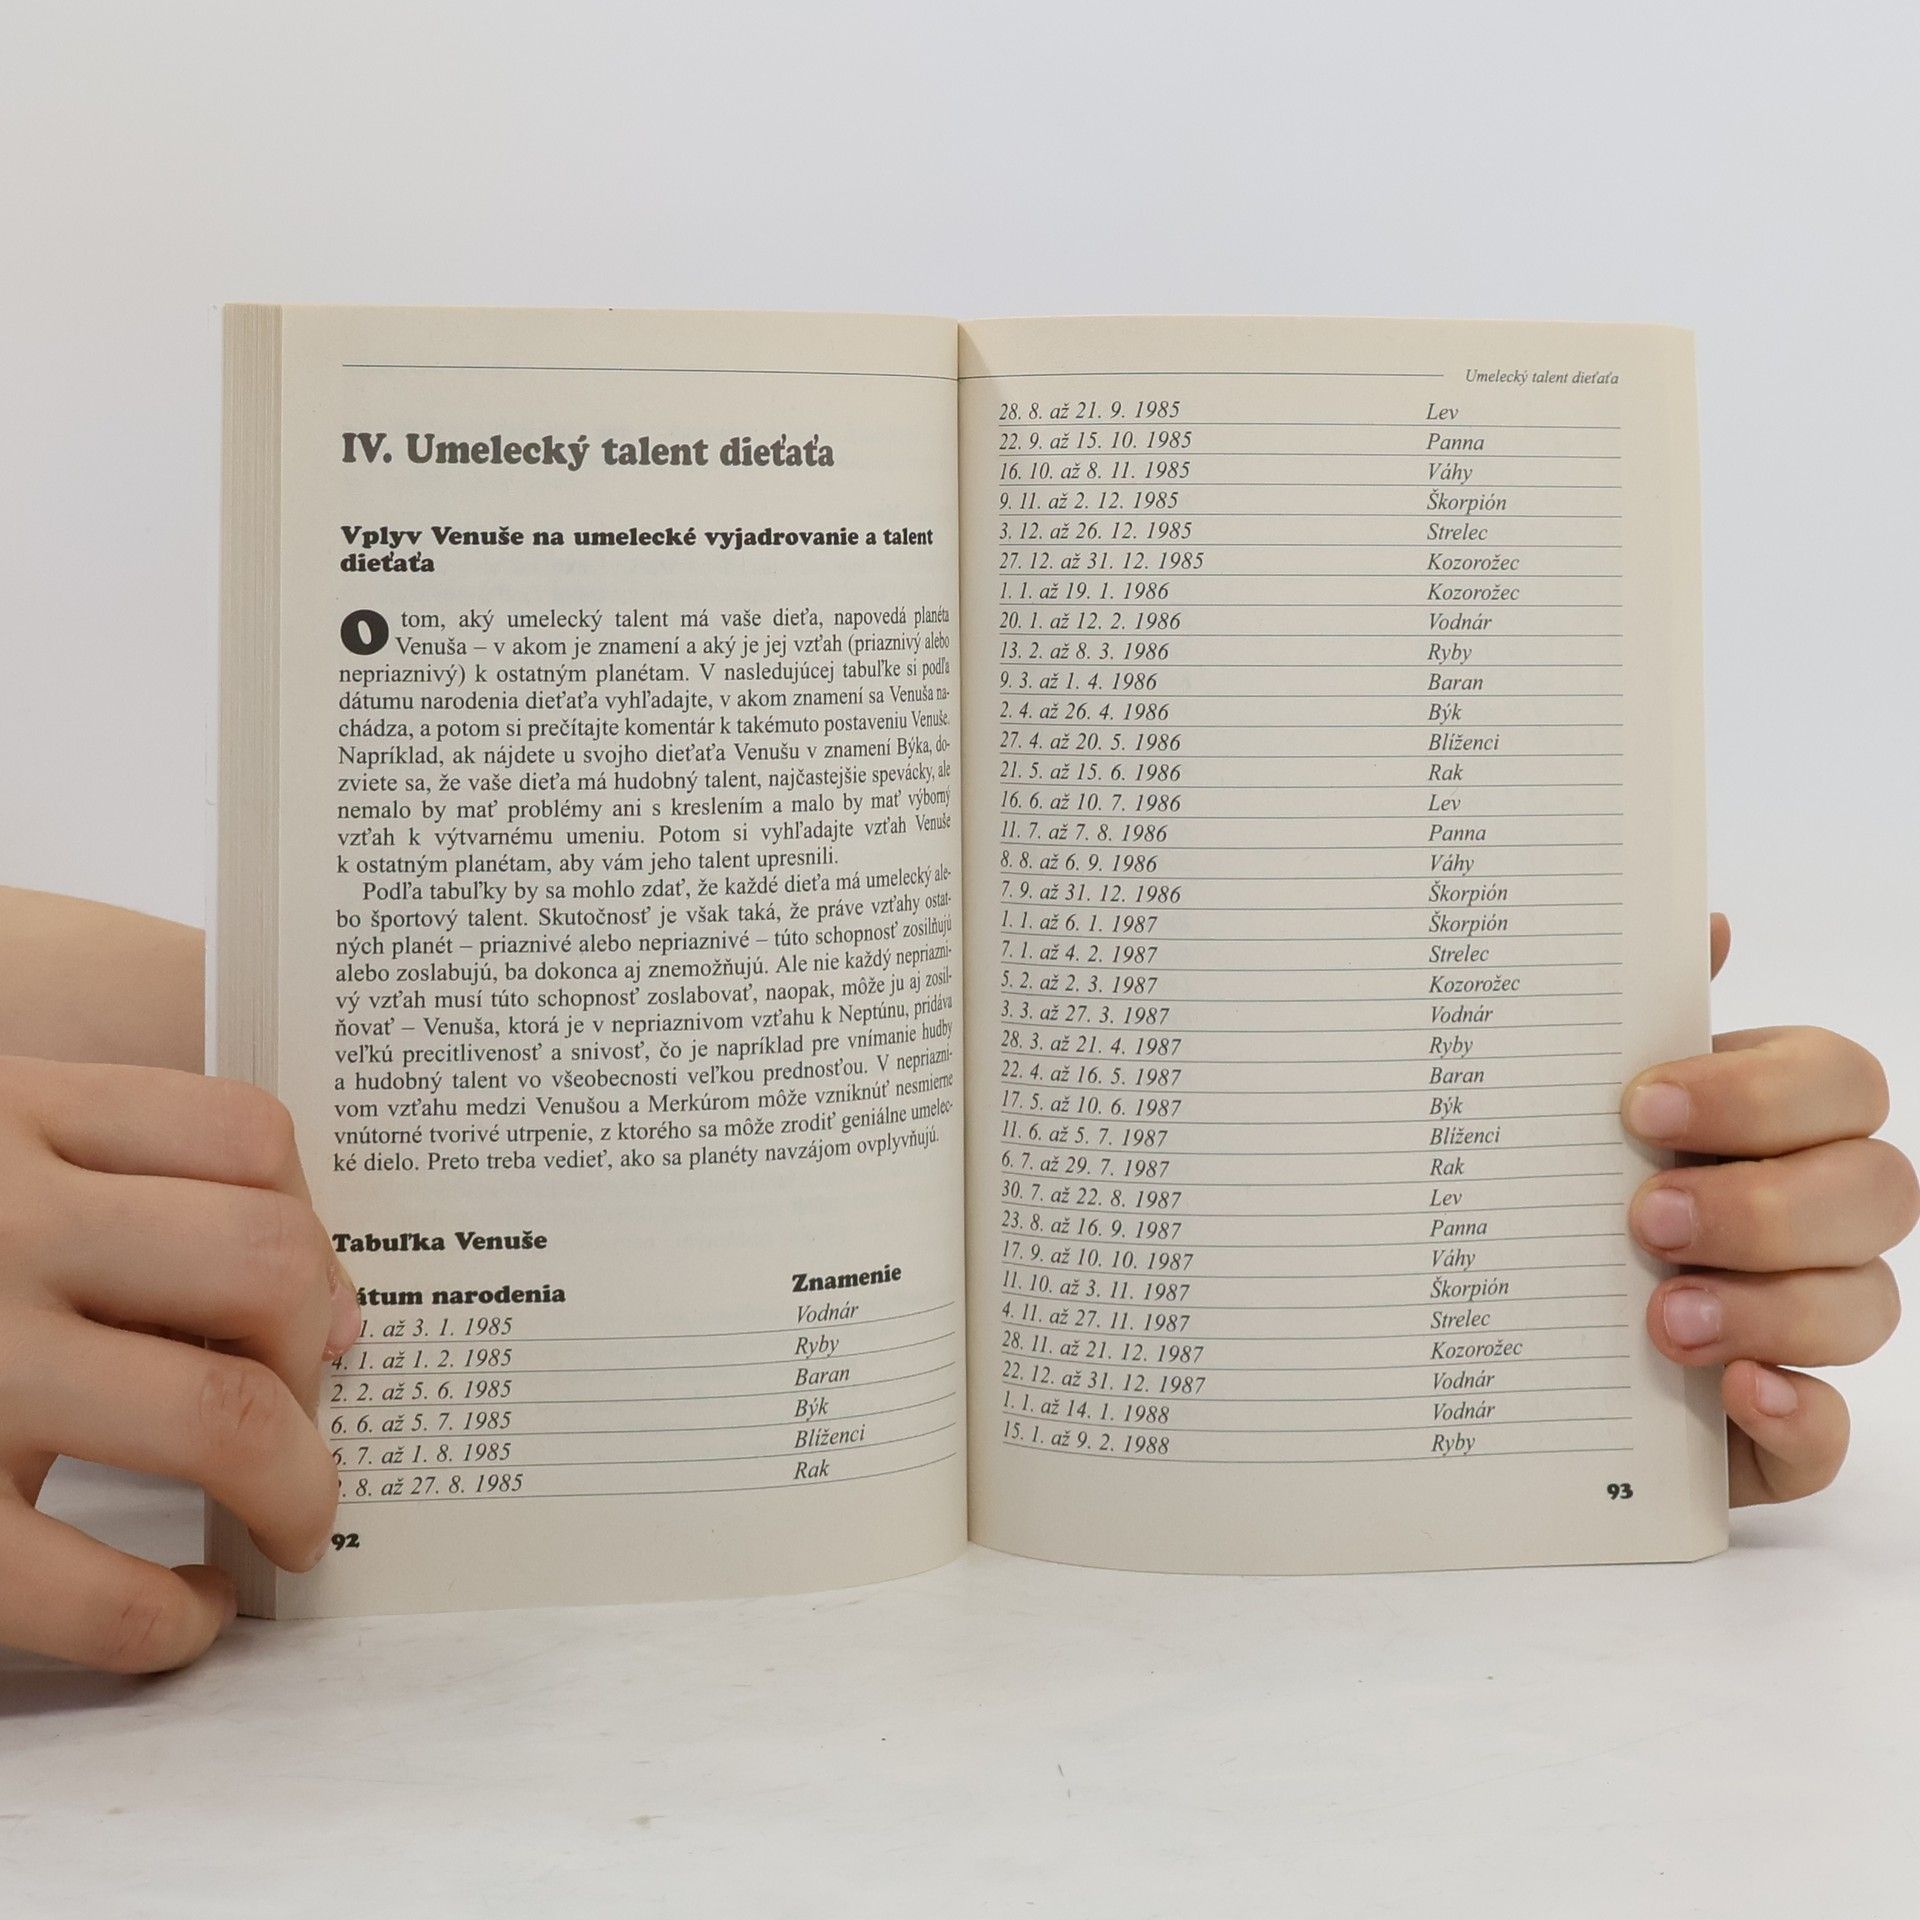 IV. Umelecký talent dieťaťa
Vplyv Venuše na umelecké vyjadrovanie a talent
dieťaťa
O tom, aký umelecký talent má vaše dieťa, napovedá planéta
Venuša – v akom je znamení a aký je jej vzťah (priaznivý alebo
nepriaznivý) k ostatným planétam. V nasledujúcej tabuľke si podľa
dátumu narodenia dieťaťa vyhľadajte, v akom znamení sa Venuša na-
chádza, a potom si prečítajte komentár k takémuto postaveniu Venuše.
Napríklad, ak nájdete u svojho dieťaťa Venušu v znamení Býka, do-
zviete sa, že vaše dieťa má hudobný talent, najčastejšie spevácky, ale
nemalo by mať problémy ani s kreslením a malo by mať výborný
vzťah k výtvarnému umeniu. Potom si vyhľadajte vzťah Venuše
k ostatným planétam, aby vám jeho talent upresnili.
Podľa tabuľky by sa mohlo zdať, že každé dieťa má umelecký ale-
bo športový talent. Skutočnosť je však taká, že práve vzťahy ostat-
ných planét – priaznivé alebo nepriaznivé – túto schopnosť zosilňujú
alebo zoslabujú, ba dokonca aj znemožňujú. Ale nie každý nepriazni-
vý vzťah musí túto schopnosť zoslabovať, naopak, môže ju aj zosil-
ňovať – Venuša, ktorá je v nepriaznivom vzťahu k Neptúnu, pridáva
veľkú precitlivenosť a snivosť, čo je napríklad pre vnímanie hudby
a hudobný talent vo všeobecnosti veľkou prednosťou. V nepriazni-
vom vzťahu medzi Venušou a Merkúrom môže vzniknúť nesmierne
vnútorné tvorivé utrpenie, z ktorého sa môže zrodiť geniálne umelec-
ké dielo. Preto treba vedieť, ako sa planéty navzájom ovplyvňujú.
Tabuľka Venuše
átum narodenia Znamenie
1. až 3. 1. 1985 Vodnár
4. 1. až 1. 2. 1985 Ryby
2. 2. až 5. 6. 1985 Baran
6. 6. až 5. 7. 1985 Býk
6. 7. až 1. 8. 1985 Blíženci
. 8. až 27. 8. 1985 Rak
92
Umelecký talent dieťaťa
28. 8. až 21. 9. 1985 Lev
22. 9. až 15. 10. 1985 Panna
16. 10. až 8. 11. 1985 Váhy
9. 11. až 2. 12. 1985 Škorpión
3. 12. až 26. 12. 1985 Strelec
27. 12. až 31. 12. 1985 Kozorožec
1. 1. až 19. 1. 1986 Kozorožec
20. 1. až 12. 2. 1986 Vodnár
13. 2. až 8. 3. 1986 Ryby
9. 3. až 1. 4. 1986 Baran
2. 4. až 26. 4. 1986 Býk
27. 4. až 20. 5. 1986 Blíženci
21. 5. až 15. 6. 1986 Rak
16. 6. až 10. 7. 1986 Lev
11. 7. až 7. 8. 1986 Panna
8. 8. až 6. 9. 1986 Váhy
7. 9. až 31. 12. 1986 Škorpión
1. 1. až 6. 1. 1987 Škorpión
7. 1. až 4. 2. 1987 Strelec
5. 2. až 2. 3. 1987 Kozorožec
3. 3. až 27. 3. 1987 Vodnár
28. 3. až 21. 4. 1987 Ryby
22. 4. až 16. 5. 1987 Baran
17. 5. až 10. 6. 1987 Býk
11. 6. až 5. 7. 1987 Blíženci
6. 7. až 29. 7. 1987 Rak
30. 7. až 22. 8. 1987 Lev
23. 8. až 16. 9. 1987 Panna
17. 9. až 10. 10. 1987 Váhy
11. 10. až 3. 11. 1987 Škorpión
4. 11. až 27. 11. 1987 Strelec
28. 11. až 21. 12. 1987 Kozorožec
22. 12. až 31. 12. 1987 Vodnár
1. 1. až 14. 1. 1988 Vodnár
15. 1. až 9. 2. 1988 Ryby
93